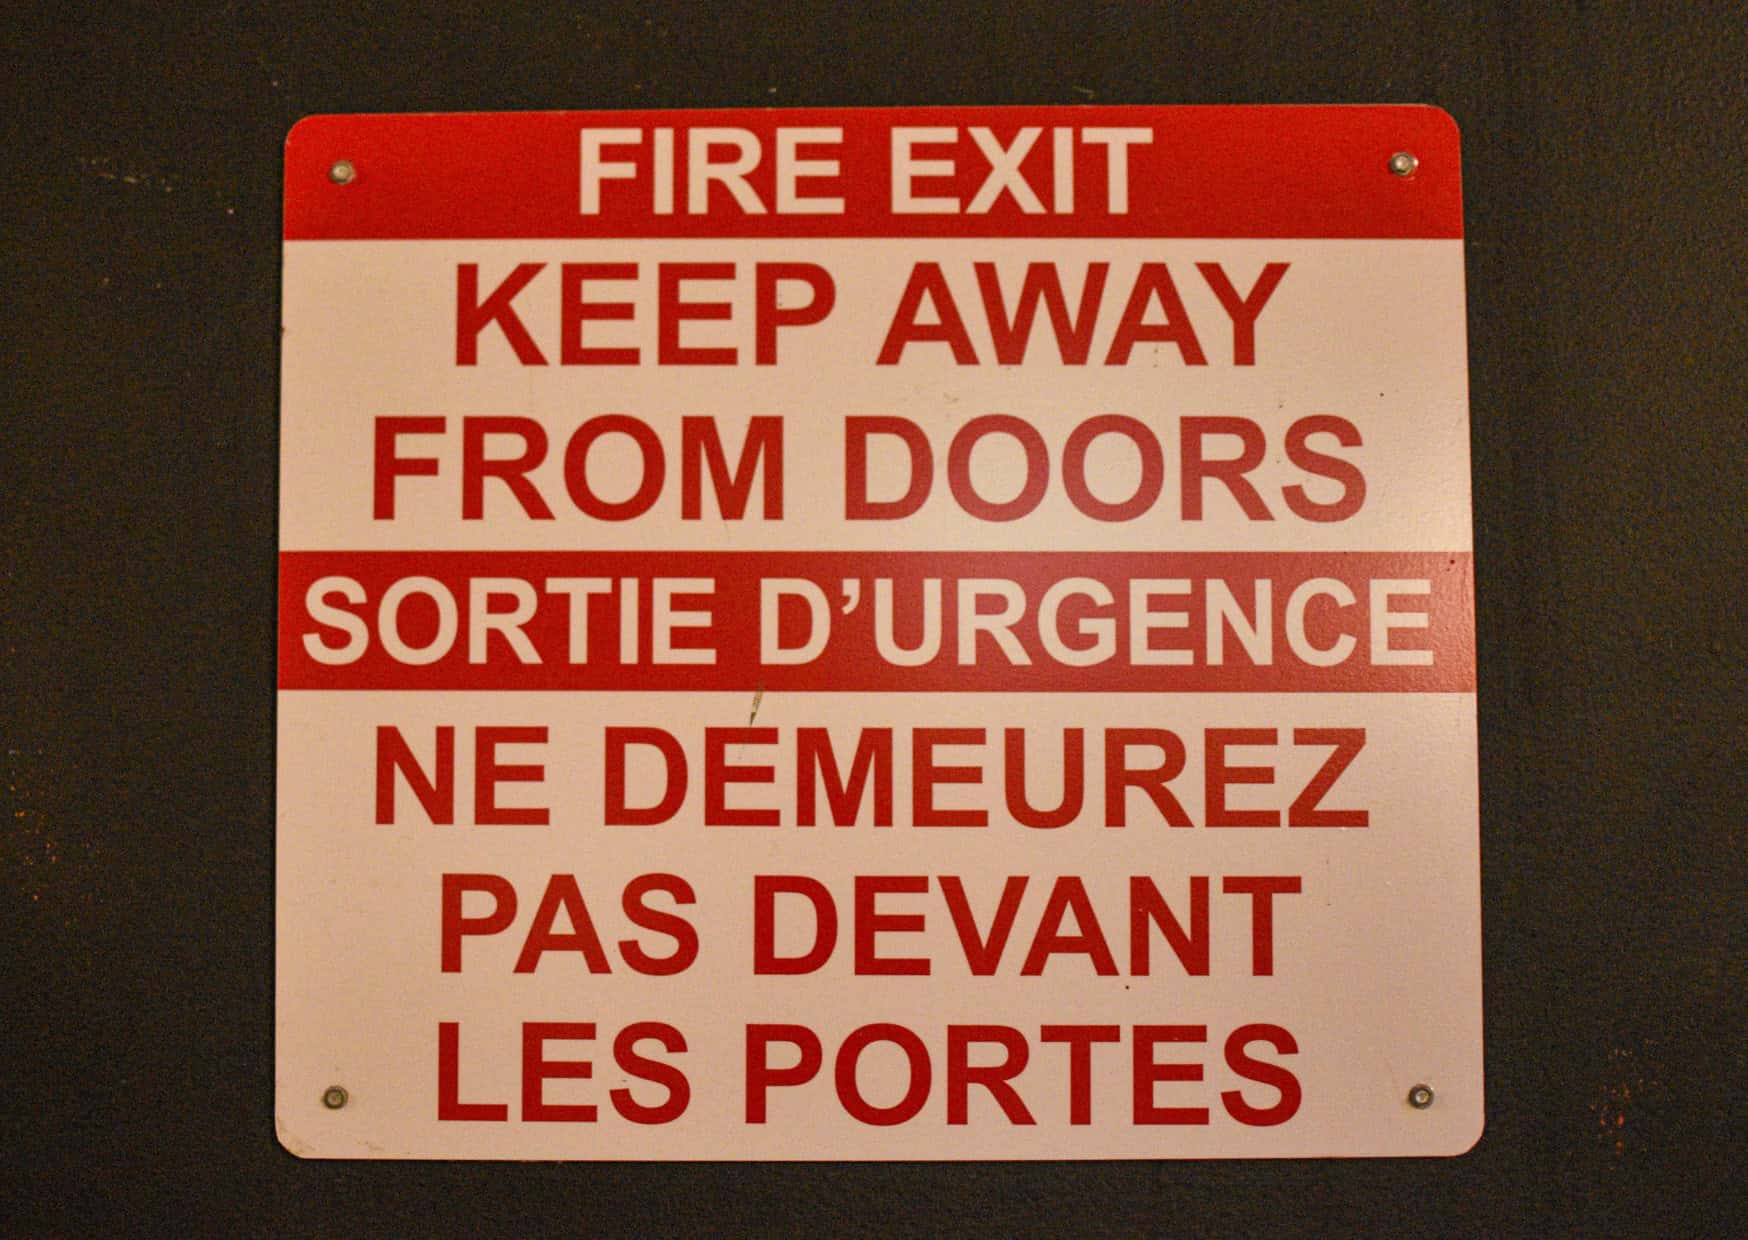 FIRE EXIT
KEEP AWAY
FROM DOORS
SORTIE D'URGENCE
NE DEMEUREZ
PAS DEVANT
LES PORTES